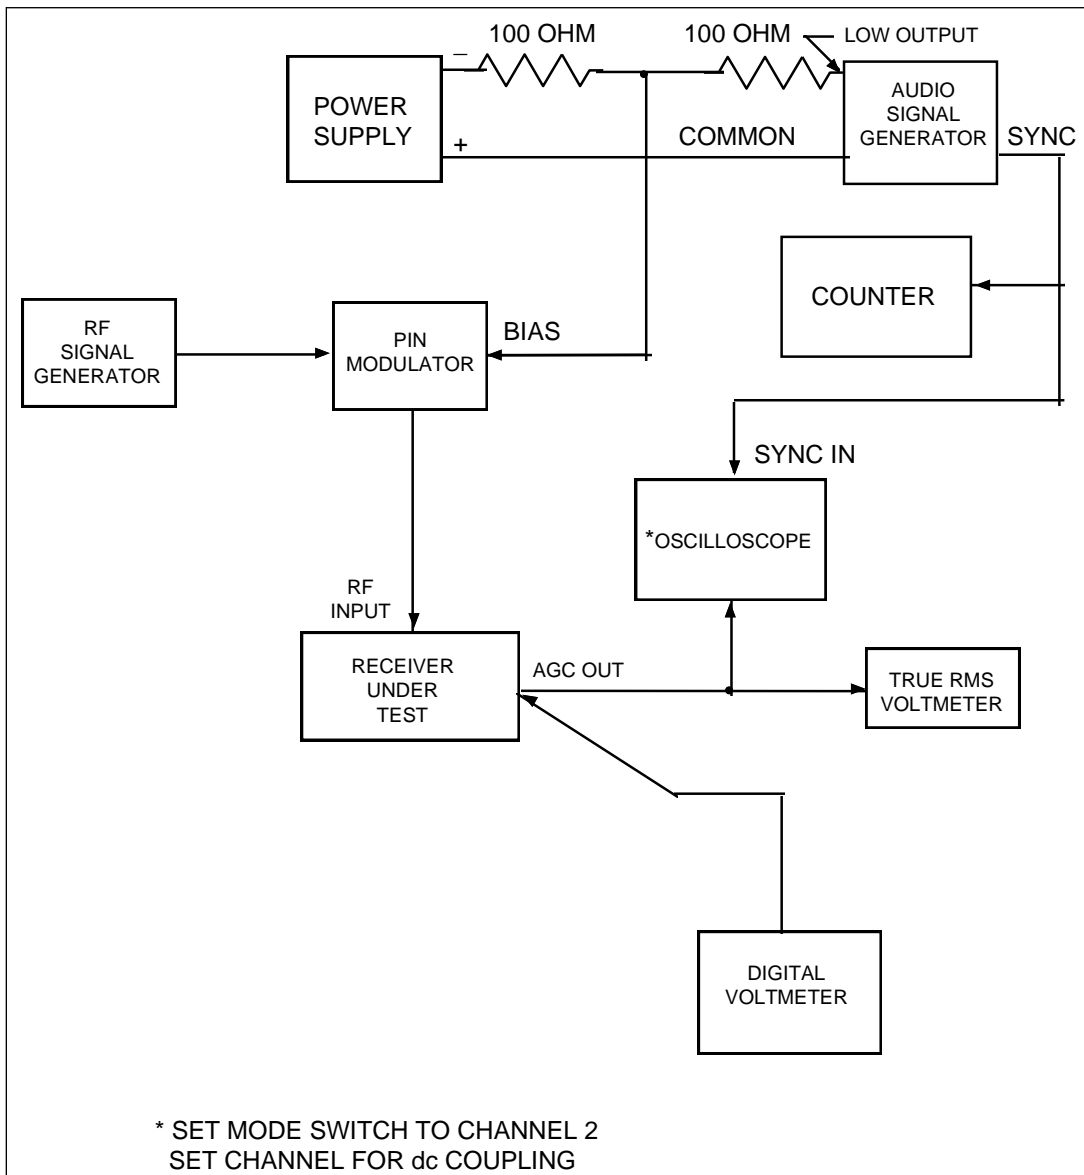 100 OHM
100 OHM
LOW OUTPUT
–
POWER
SUPPLY
+
COMMON
AUDIO
SIGNAL
GENERATOR
SYNC
COUNTER
RF
SIGNAL
GENERATOR
PIN
MODULATOR
BIAS
SYNC IN
*OSCILLOSCOPE
RF
INPUT
RECEIVER
UNDER
TEST
AGC OUT
TRUE RMS
VOLTMETER
DIGITAL
VOLTMETER
* SET MODE SWITCH TO CHANNEL 2
SET CHANNEL FOR dc COUPLING